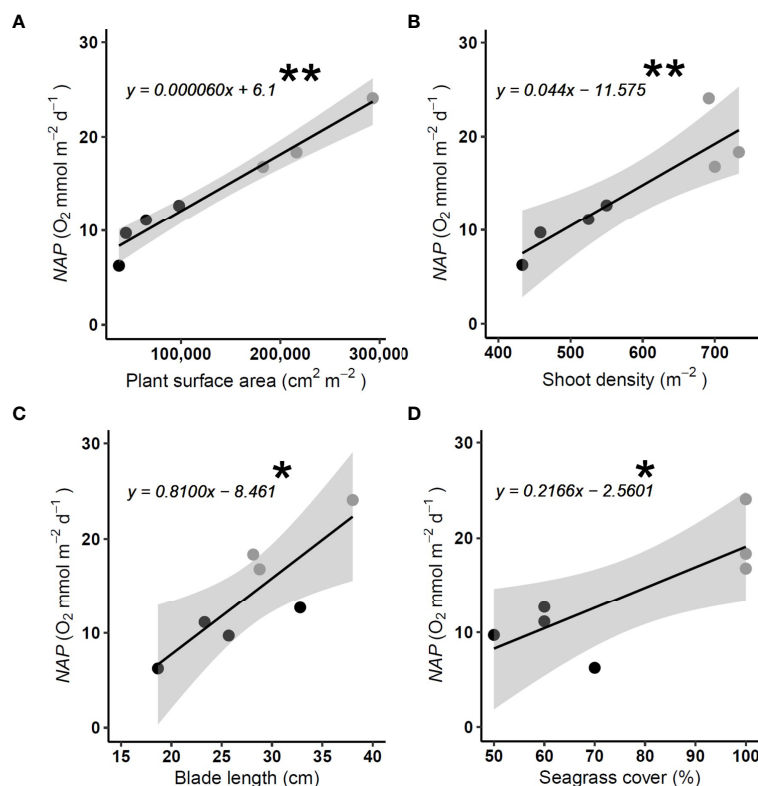 A
30
20
10
0
NAP (O₂ mmol m⁻² d⁻¹)
y = 0.000060x + 6.1
**
100,000 200,000 300,000
Plant surface area (cm² m⁻²)
B
30
20
10
0
NAP (O₂ mmol m⁻² d⁻¹)
y = 0.044x − 11.575
**
400 500 600 700
Shoot density (m⁻²)
C
30
20
10
0
NAP (O₂ mmol m⁻² d⁻¹)
y = 0.8100x − 8.461
*
15 20 25 30 35 40
Blade length (cm)
D
30
20
10
0
NAP (O₂ mmol m⁻² d⁻¹)
y = 0.2166x − 2.5601
*
50 60 70 80 90 100
Seagrass cover (%)